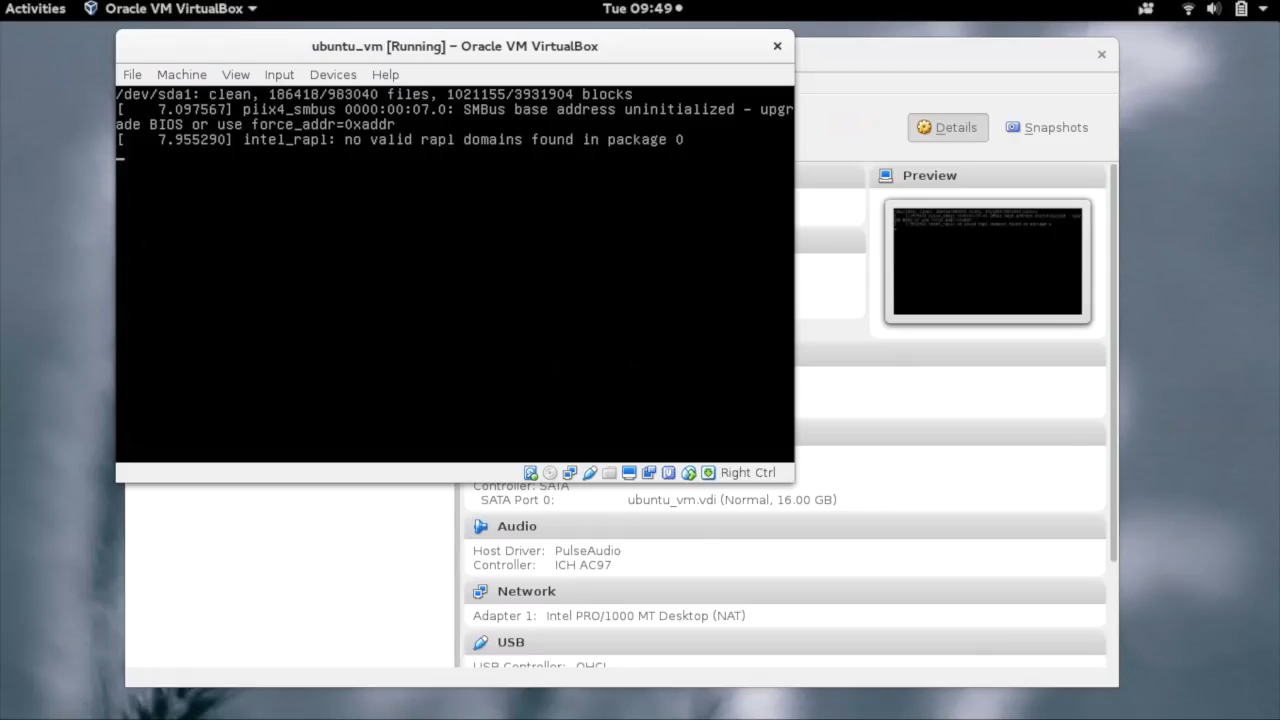 Activities
Oracle VM VirtualBox
Tue 09:49
ubuntu_vm [Running] – Oracle VM VirtualBox
File Machine View Input Devices Help
/dev/sda1: clean, 186418/983040 files, 1021155/3931904 blocks
[    7.097567] piix4_smbus 0000:00:07.0: SMBus base address uninitialized - upgr
ade BIOS or use force_addr=0xaddr
[    7.955290] intel_rapl: no valid rapl domains found in package 0
Right Ctrl
Details
Snapshots
Preview
Controller: SATA
SATA Port 0: ubuntu_vm.vdi (Normal, 16.00 GB)
Audio
Host Driver: PulseAudio
Controller: ICH AC97
Network
Adapter 1: Intel PRO/1000 MT Desktop (NAT)
USB
USB Controller: OHCI